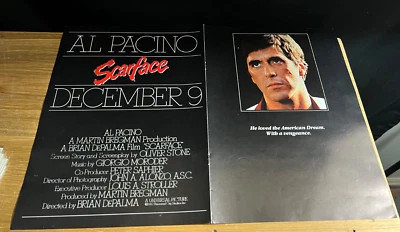 AL PACINO
Scarface
DECEMBER 9
AL PACINO
A MARTIN BREGMAN Production
A BRIAN DePALMA Film "SCARFACE"
Screen Story and Screenplay by OLIVER STONE
Music by GIORGIO MORODER
Co-Producer PETER SAPHIER
Director of Photography JOHN A. ALONZO, A.S.C.
Executive Producer LOUIS A. STROLLER
Produced by MARTIN BREGMAN
Directed by BRIAN DePALMA
A UNIVERSAL PICTURE
He loved the American Dream.
With a vengeance.